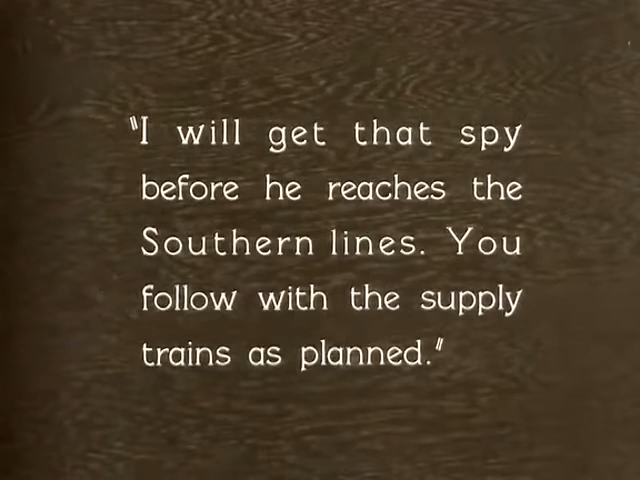 "I will get that spy
before he reaches the
Southern lines. You
follow with the supply
trains as planned."